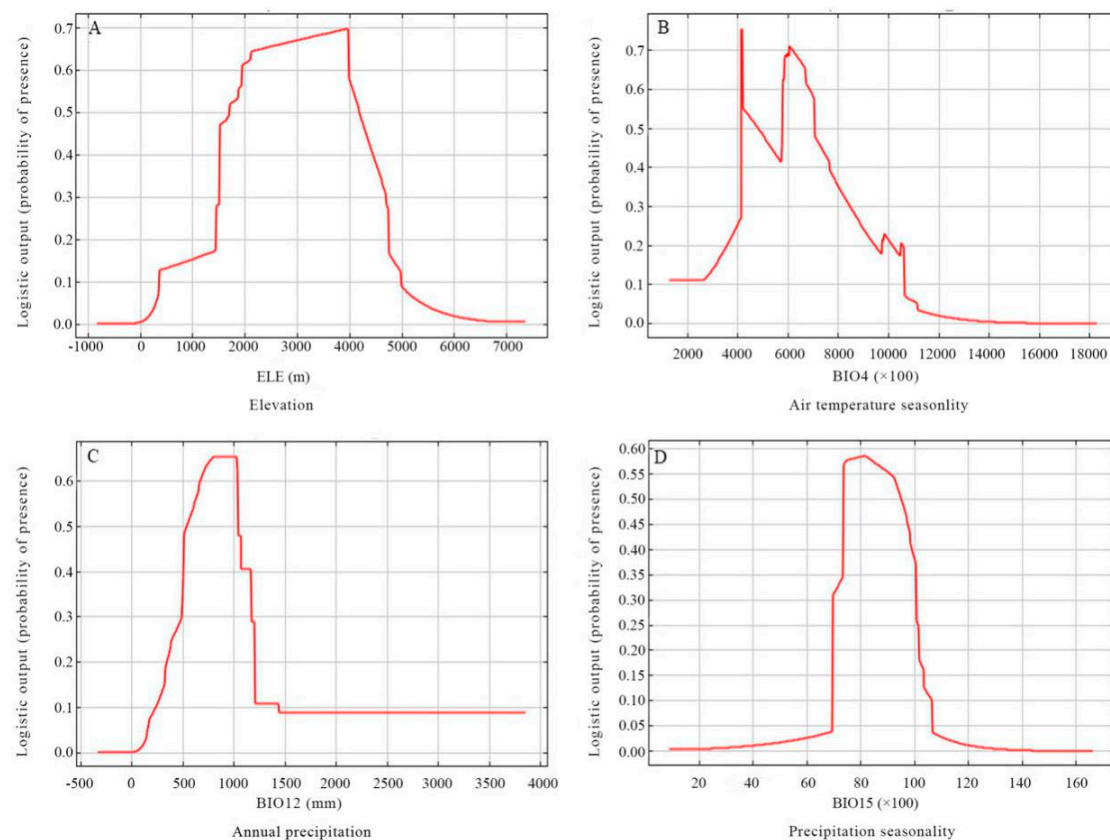 A
Logistic output (probability of presence)
0.7
0.6
0.5
0.4
0.3
0.2
0.1
0.0
-1000 0 1000 2000 3000 4000 5000 6000 7000
ELE (m)
Elevation
B
Logistic output (probability of presence)
0.7
0.6
0.5
0.4
0.3
0.2
0.1
0.0
2000 4000 6000 8000 10000 12000 14000 16000 18000
BIO4 (×100)
Air temperature seasonlity
C
Logistic output (probability of presence)
0.6
0.5
0.4
0.3
0.2
0.1
0.0
0 500 1000 1500 2000 2500 3000 3500 4000
BIO12 (mm)
Annual precipitation
D
Logistic output (probability of presence)
0.60
0.55
0.50
0.45
0.40
0.35
0.30
0.25
0.20
0.15
0.10
0.05
0.00
20 40 60 80 100 120 140 160
BIO15 (×100)
Precipitation seasonality